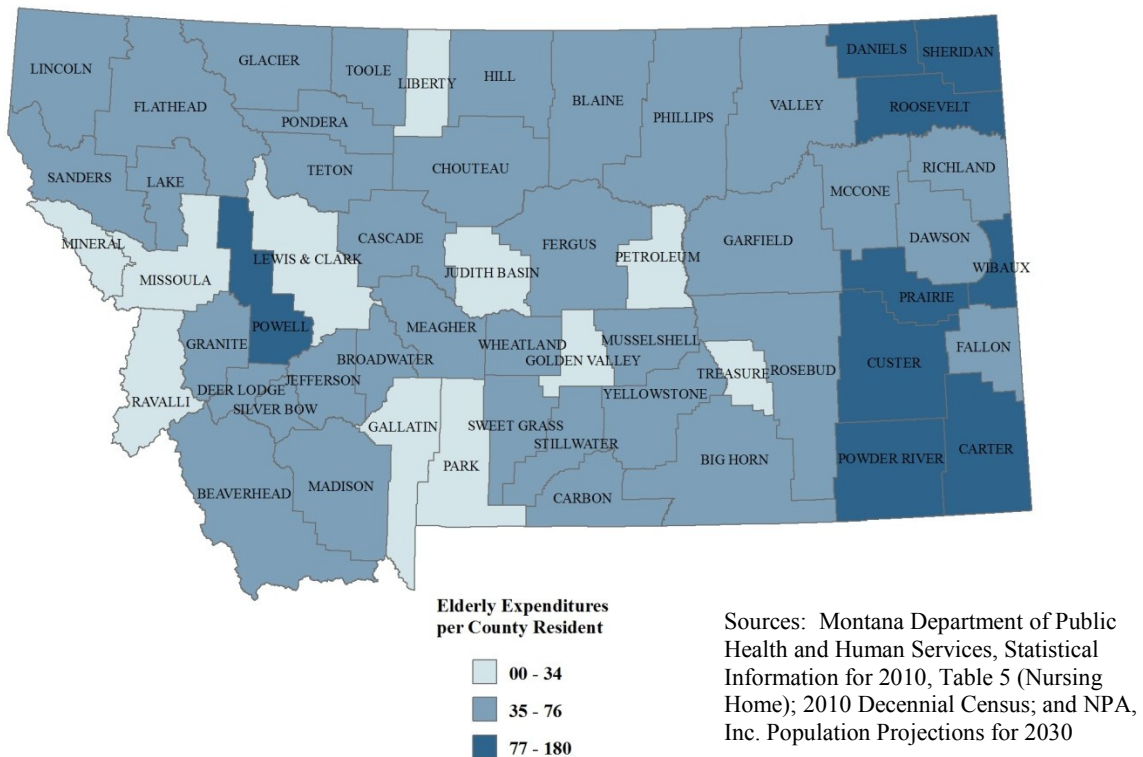 DANIELS
SHERIDAN
GLACIER
TOOLE
LINCOLN
HILL
LIBERTY
BLAINE
VALLEY
ROOSEVELT
FLATHEAD
PHILLIPS
PONDERA
CHOUTEAU
TETON
RICHLAND
SANDERS
LAKE
MCCONE
CASCADE
FERGUS
GARFIELD
DAWSON
MINERAL
LEWIS & CLARK
PETROLEUM
WIBAUX
MISSOULA
JUDITH BASIN
PRAIRIE
POWELL
MEAGHER
GRANITE
WHEATLAND
MUSSELSHELL
BROADWATER
GOLDEN VALLEY
FALLON
CUSTER
TREASURE
ROSEBUD
JEFFERSON
DEER LODGE
YELLOWSTONE
RAVALLI
SILVER BOW
GALLATIN
SWEET GRASS
STILLWATER
CARTER
PARK
BIG HORN
POWDER RIVER
MADISON
BEAVERHEAD
CARBON
Elderly Expenditures
per County Resident
00 - 34
35 - 76
77 - 180
Sources: Montana Department of Public
Health and Human Services, Statistical
Information for 2010, Table 5 (Nursing
Home); 2010 Decennial Census; and NPA,
Inc. Population Projections for 2030